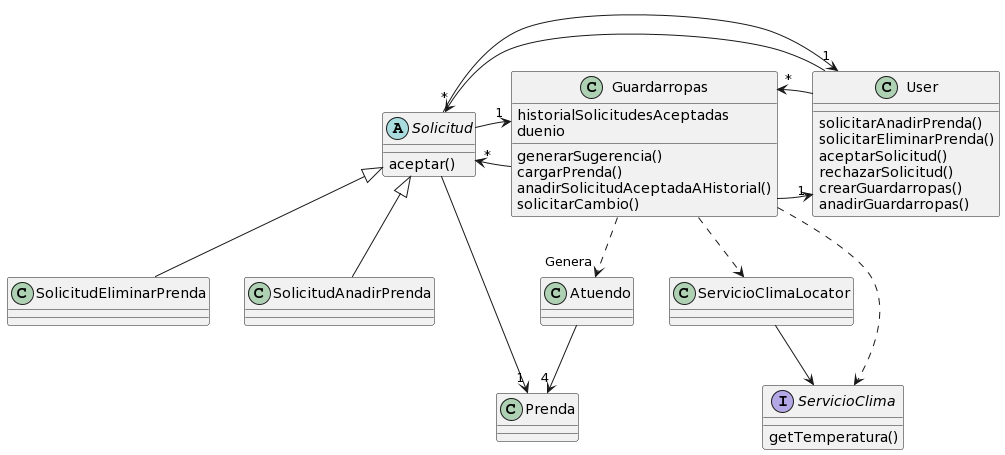 1
*
*
C Guardarropas
historialSolicitudesAceptadas
duenio
generarSugerencia()
cargarPrenda()
anadirSolicitudAceptadaAHistorial()
solicitarCambio()
C User
solicitarAnadirPrenda()
solicitarEliminarPrenda()
aceptarSolicitud()
rechazarSolicitud()
crearGuardarropas()
anadirGuardarropas()
A Solicitud
aceptar()
1
*
1
Genera
C SolicitudEliminarPrenda
C SolicitudAnadirPrenda
C Atuendo
C ServicioClimaLocator
1
4
C Prenda
I ServicioClima
getTemperatura()